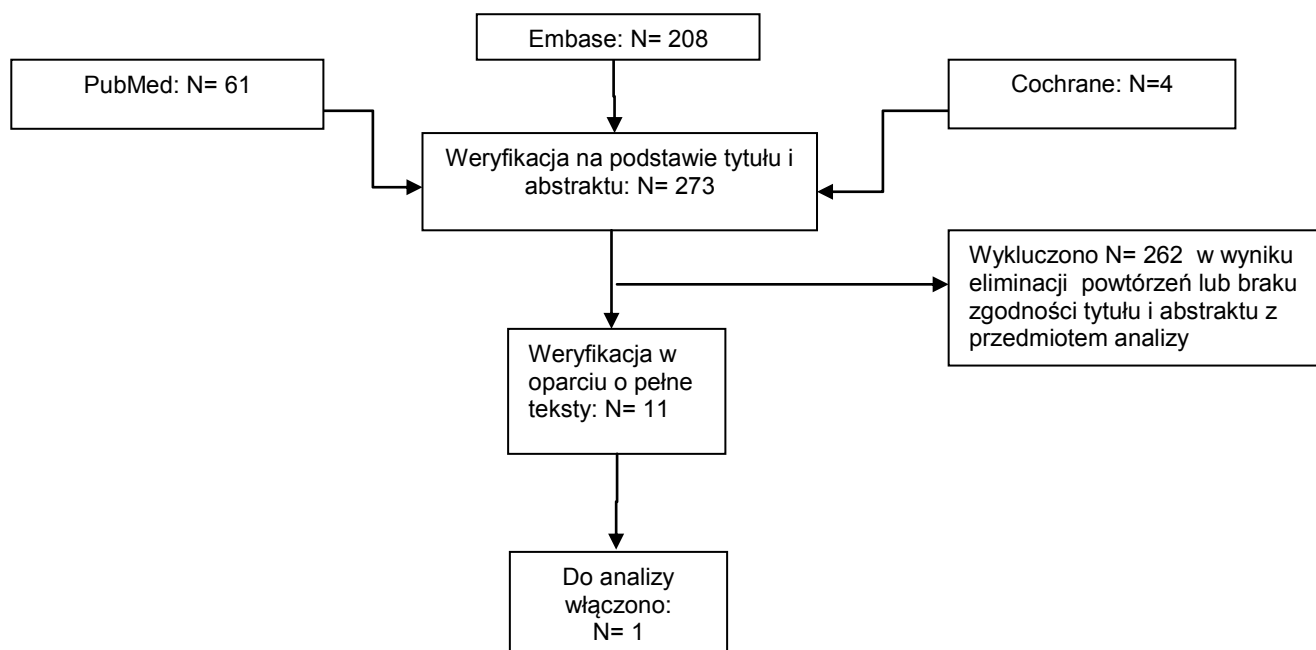 Embase: N= 208
PubMed: N= 61
Cochrane: N=4
Weryfikacja na podstawie tytułu i
abstraktu: N= 273
Wykluczono N= 262 w wyniku
eliminacji powtórzeń lub braku
zgodności tytułu i abstraktu z
przedmiotem analizy
Weryfikacja w
oparciu o pełne
teksty: N= 11
Do analizy
włączono:
N= 1